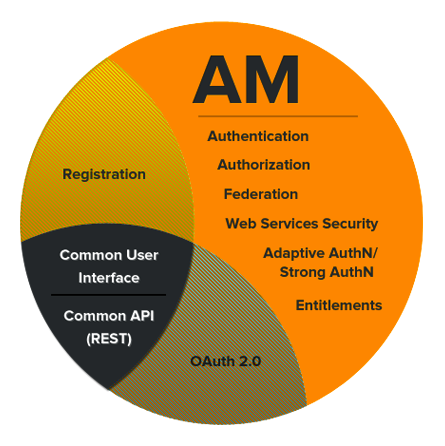 AM
Authentication
Authorization
Federation
Web Services Security
Adaptive AuthN/
Strong AuthN
Entitlements
Registration
Common User
Interface
Common API
(REST)
OAuth 2.0